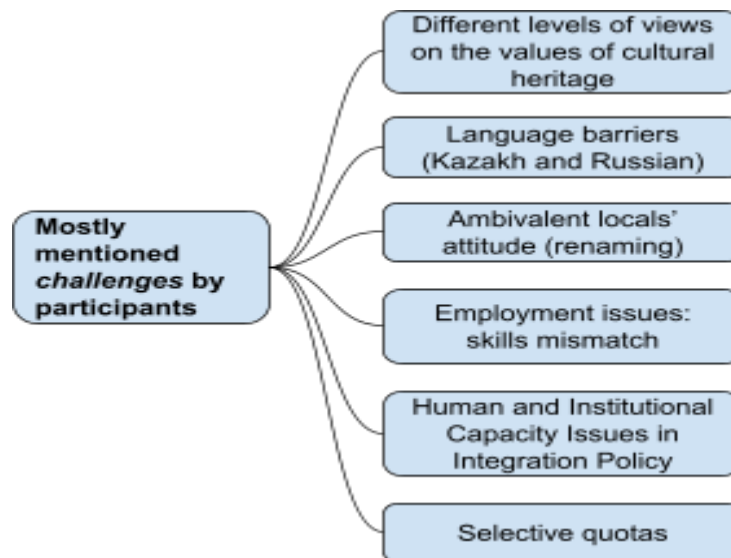 Mostly
mentioned
challenges by
participants
Different levels of views
on the values of cultural
heritage
Language barriers
(Kazakh and Russian)
Ambivalent locals'
attitude (renaming)
Employment issues:
skills mismatch
Human and Institutional
Capacity Issues in
Integration Policy
Selective quotas